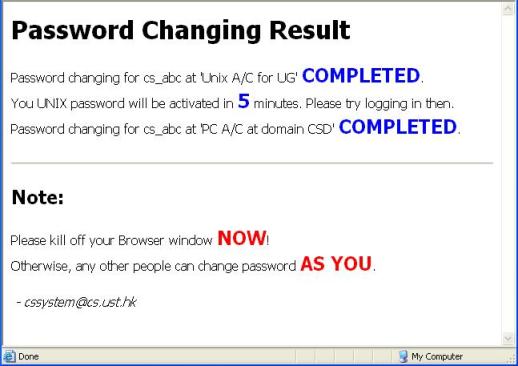 Password Changing Result
Password changing for cs_abc at 'Unix A/C for UG' COMPLETED.
You UNIX password will be activated in 5 minutes. Please try logging in then.
Password changing for cs_abc at 'PC A/C at domain CSD' COMPLETED.
Note:
Please kill off your Browser window NOW!
Otherwise, any other people can change password AS YOU.
- cssystem@cs.ust.hk
Done
My Computer